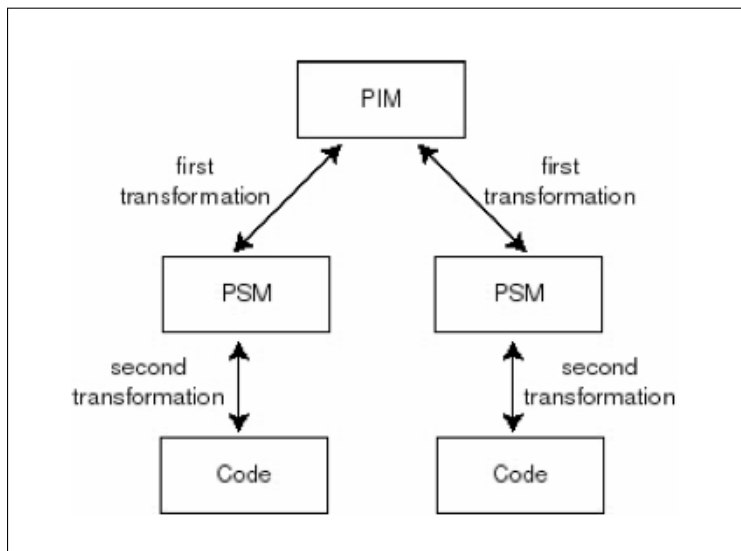 PIM
first
transformation
first
transformation
PSM
PSM
second
transformation
second
transformation
Code
Code